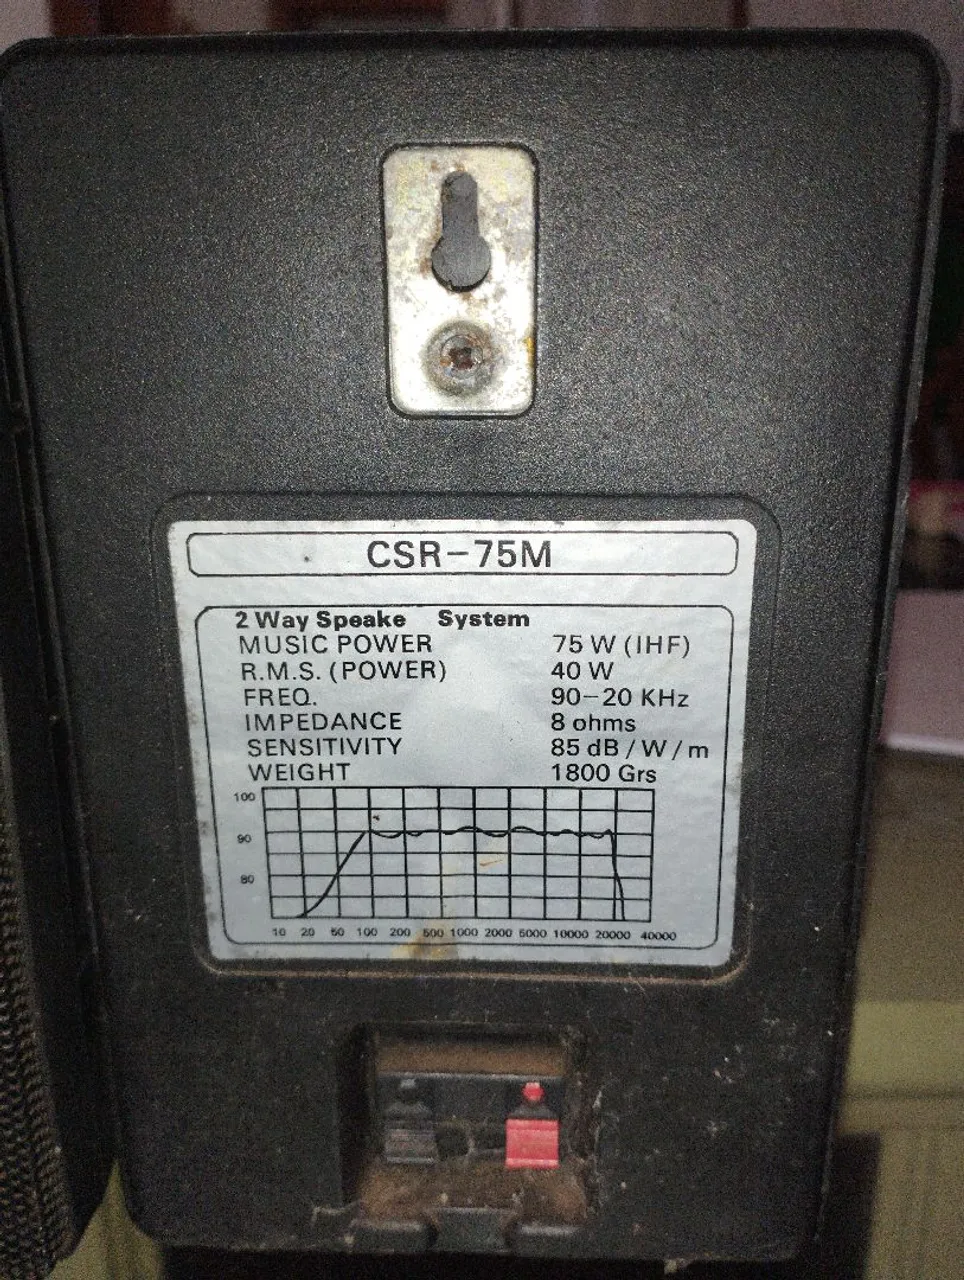 CSR-75M
2 Way Speake System
MUSIC POWER 75 W (IHF)
R.M.S. (POWER) 40 W
FREQ. 90-20 KHz
IMPEDANCE 8 ohms
SENSITIVITY 85 dB / W / m
WEIGHT 1800 Grs
100
90
80
10 20 50 100 200 500 1000 2000 5000 10000 20000 40000